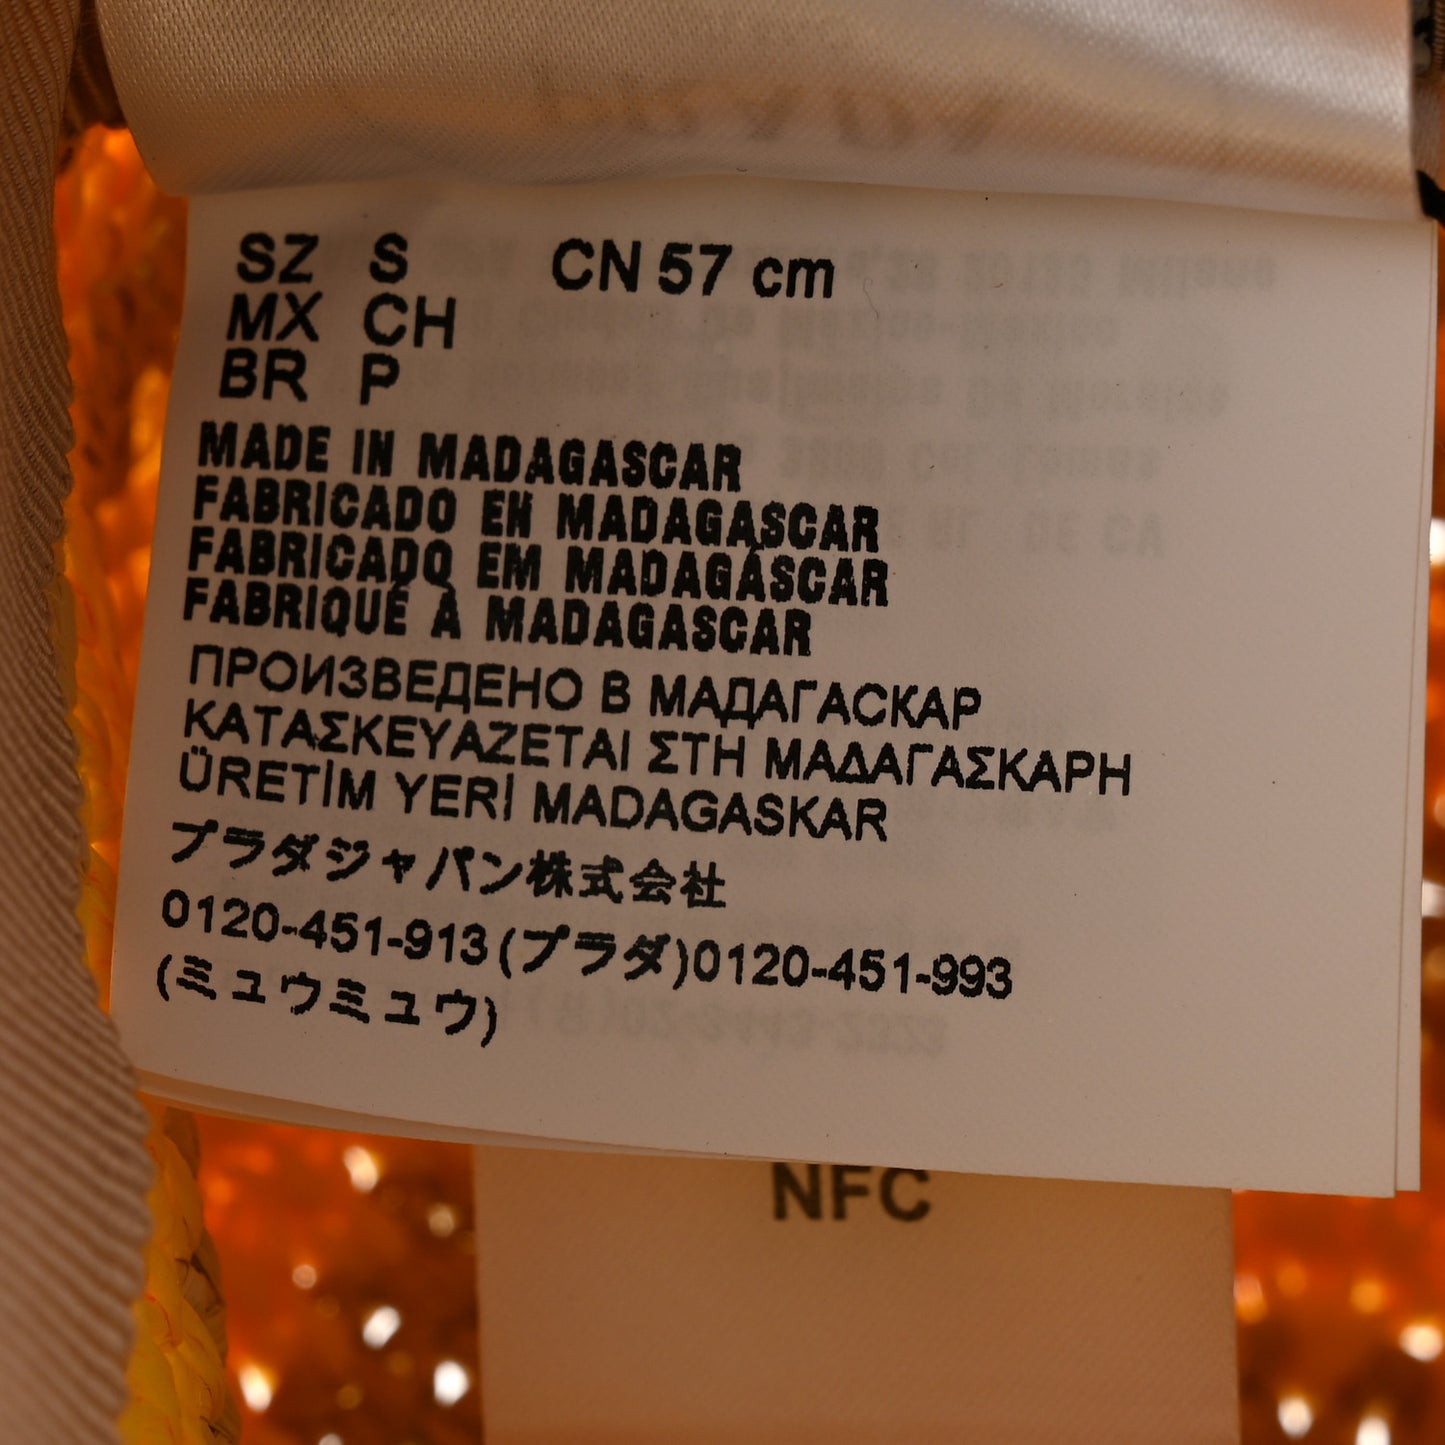 SZ S CN 57 cm
MX CH
BR P
MADE IN MADAGASCAR
FABRICADO EN MADAGASCAR
FABRICADO EM MADAGÁSCAR
FABRIQUÉ À MADAGASCAR
ПРОИЗВЕДЕНО В МАДАГАСКАР
ΚΑΤΑΣΚΕΥΑΖΕΤΑΙ ΣΤΗ ΜΑΔΑΓΑΣΚΑΡΗ
ÜRETİM YERİ MADAGASKAR
プラダジャパン株式会社
0120-451-913(プラダ)0120-451-993
(ミュウミュウ)
NFC